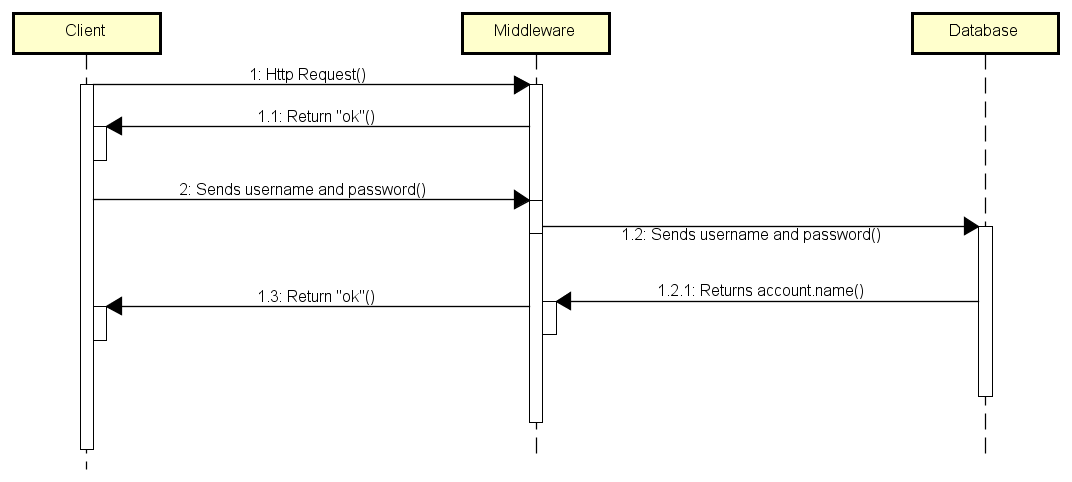 Client
Middleware
Database
1: Http Request()
1.1: Return "ok"()
2: Sends username and password()
1.2: Sends username and password()
1.2.1: Returns account.name()
1.3: Return "ok"()